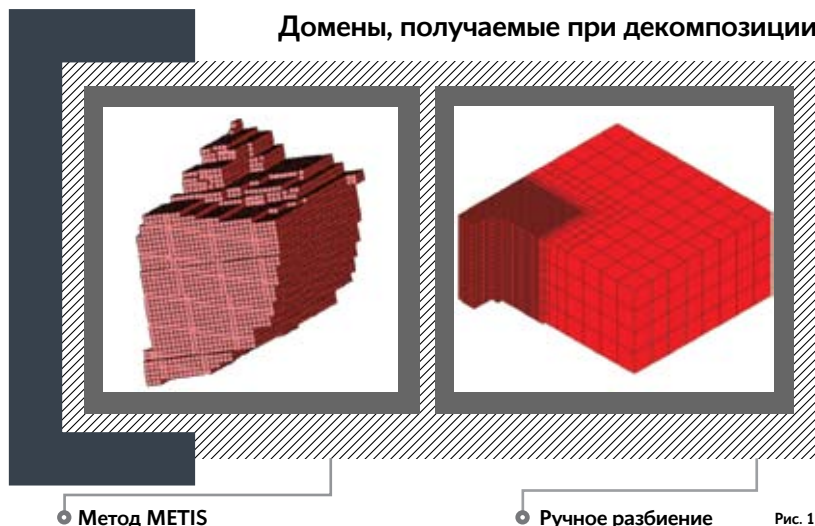 Домены, получаемые при декомпозиции
Метод METIS
Ручное разбиение
Рис. 1